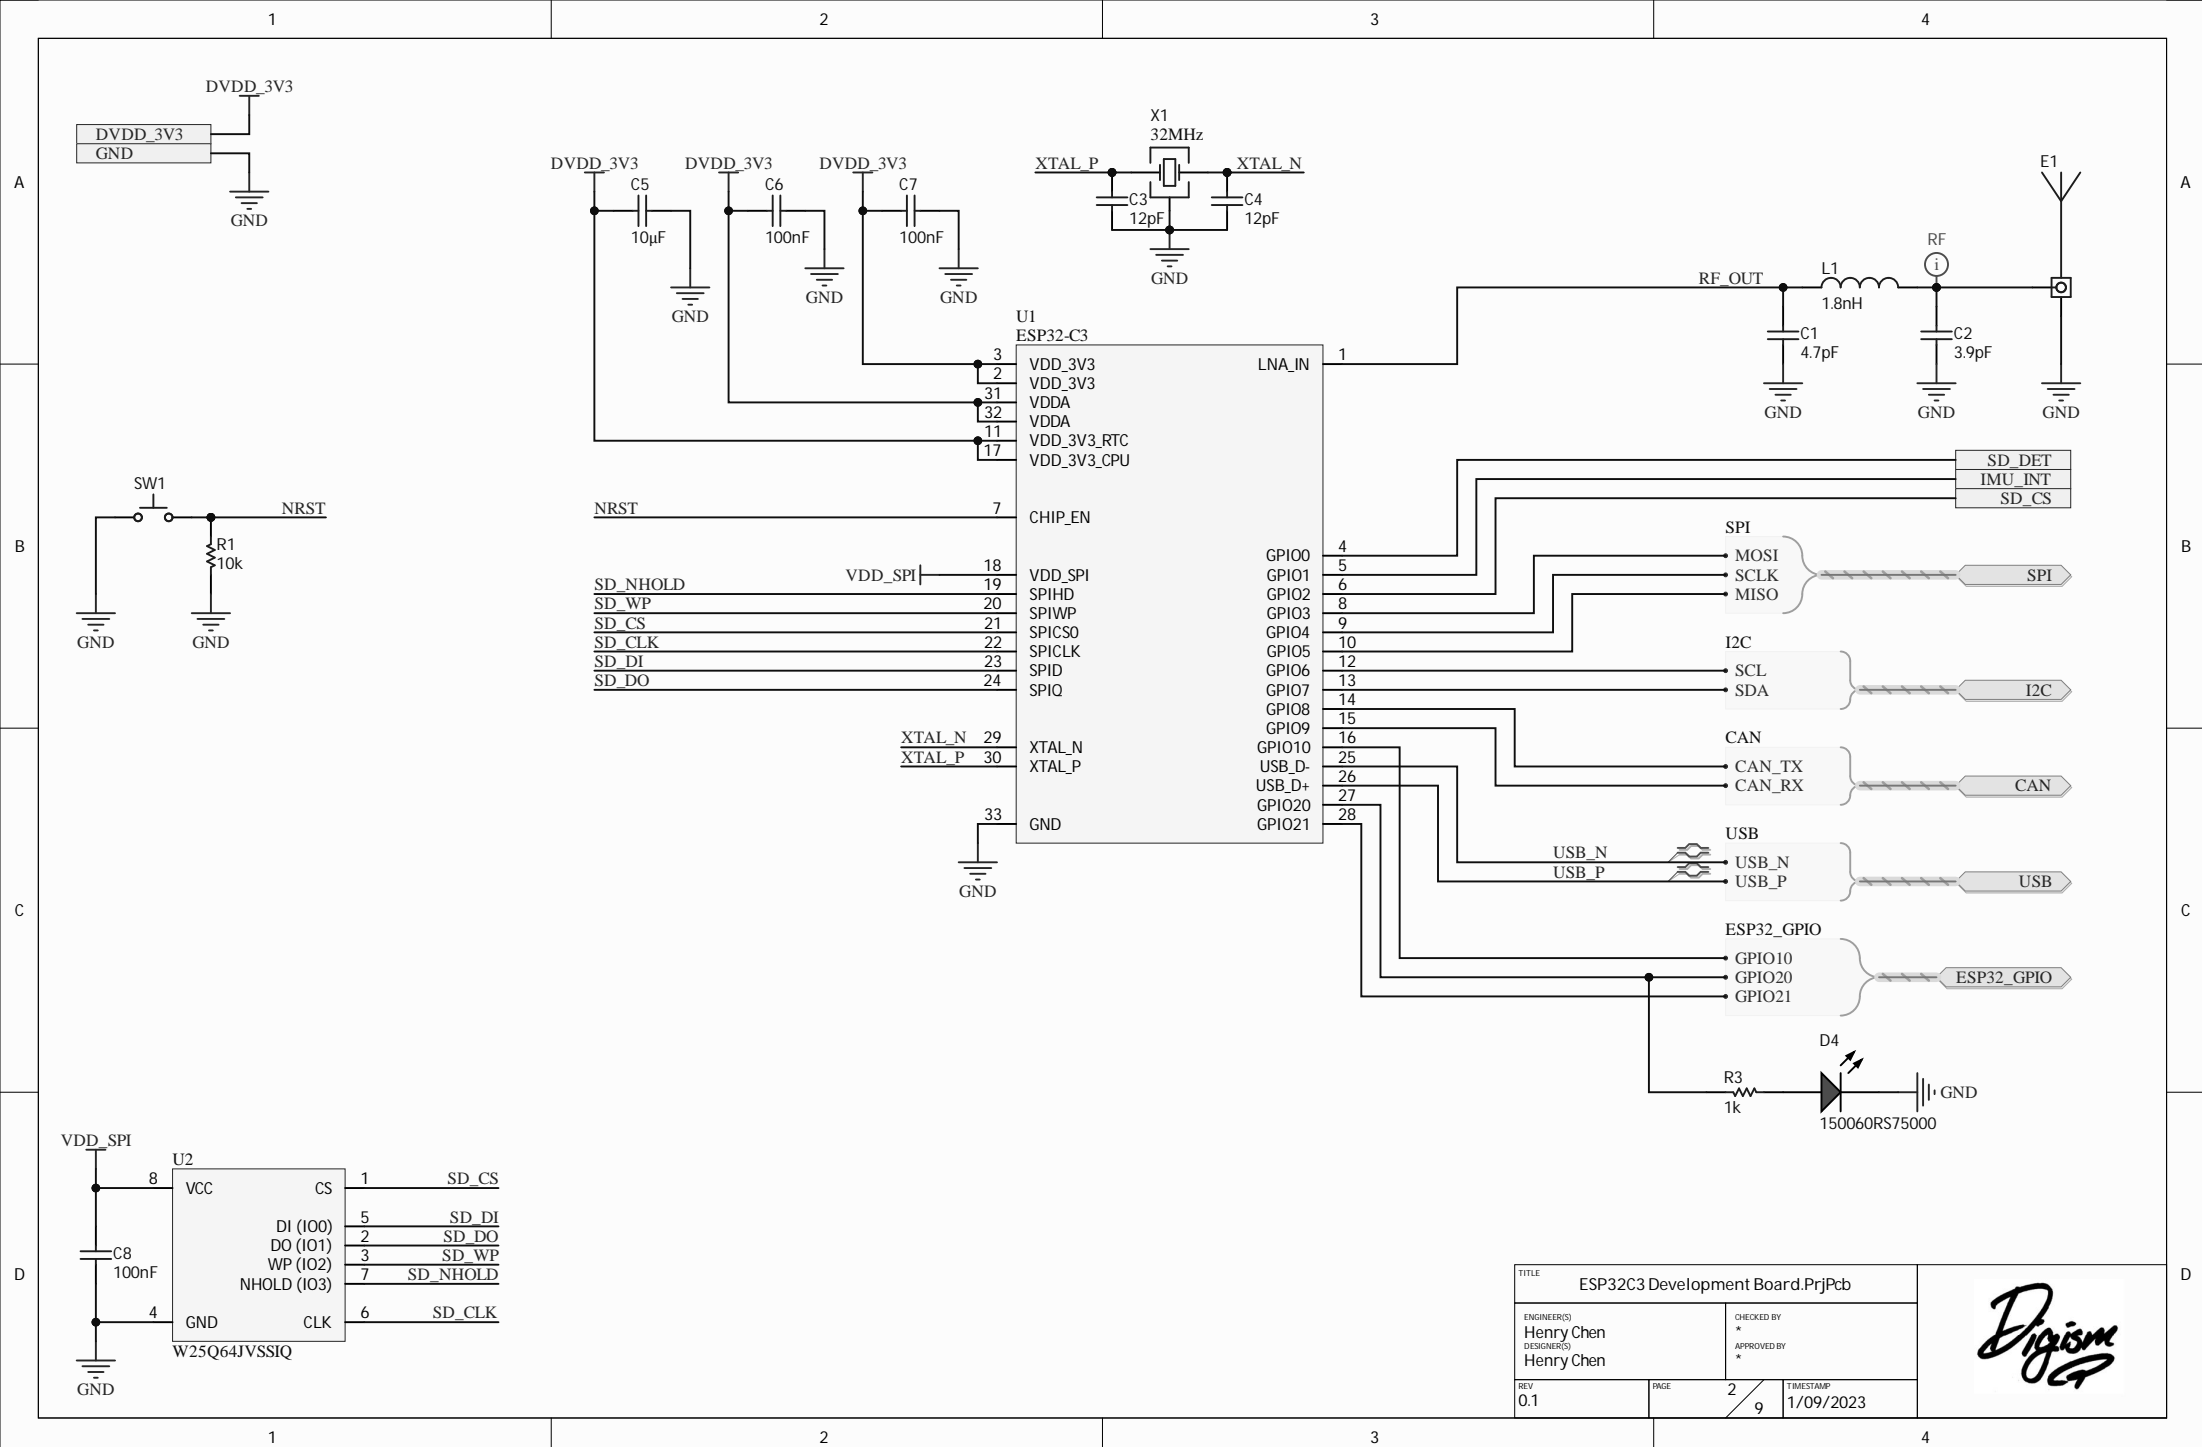 1
2
3
4
A
B
C
D
A
B
C
D
1
2
3
4
DVDD_3V3
DVDD_3V3
GND
GND
DVDD_3V3
C5
10µF
GND
DVDD_3V3
C6
100nF
GND
DVDD_3V3
C7
100nF
GND
X1
32MHz
XTAL_P
XTAL_N
C3
12pF
C4
12pF
GND
E1
RF
i
RF_OUT
L1
1.8nH
C1
4.7pF
C2
3.9pF
GND
GND
GND
SW1
NRST
R1
10k
GND
GND
U1
ESP32-C3
3 VDD_3V3
2 VDD_3V3
31 VDDA
32 VDDA
11 VDD_3V3_RTC
17 VDD_3V3_CPU
NRST 7 CHIP_EN
VDD_SPI 18 VDD_SPI
SD_NHOLD 19 SPIHD
SD_WP 20 SPIWP
SD_CS 21 SPICS0
SD_CLK 22 SPICLK
SD_DI 23 SPID
SD_DO 24 SPIQ
XTAL_N 29 XTAL_N
XTAL_P 30 XTAL_P
33 GND
GND
LNA_IN 1
GPIO0 4
GPIO1 5
GPIO2 6
GPIO3 8
GPIO4 9
GPIO5 10
GPIO6 12
GPIO7 13
GPIO8 14
GPIO9 15
GPIO10 16
USB_D- 25
USB_D+ 26
GPIO20 27
GPIO21 28
SD_DET
IMU_INT
SD_CS
SPI
MOSI
SCLK
MISO
SPI
I2C
SCL
SDA
I2C
CAN
CAN_TX
CAN_RX
CAN
USB
USB_N
USB_P
USB_N
USB_P
USB
ESP32_GPIO
GPIO10
GPIO20
GPIO21
ESP32_GPIO
R3
1k
D4
150060RS75000
GND
VDD_SPI
U2
8 VCC
4 GND
CS 1 SD_CS
DI (IO0) 5 SD_DI
DO (IO1) 2 SD_DO
WP (IO2) 3 SD_WP
NHOLD (IO3) 7 SD_NHOLD
CLK 6 SD_CLK
W25Q64JVSSIQ
C8
100nF
GND
TITLE
ESP32C3 Development Board.PrjPcb
ENGINEER(S)
Henry Chen
DESIGNER(S)
Henry Chen
CHECKED BY
*
APPROVED BY
*
REV
0.1
PAGE
2
9
TIMESTAMP
1/09/2023
Digism